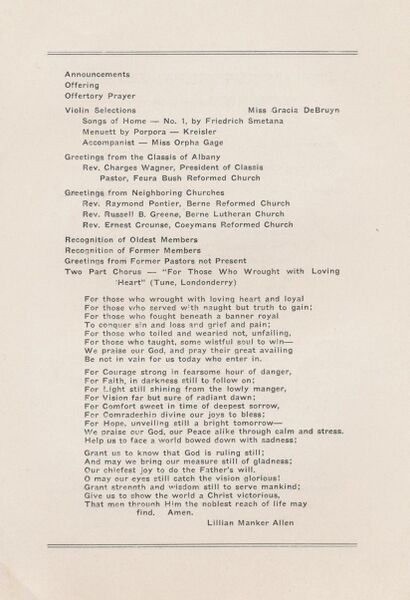 Announcements
Offering
Offertory Prayer
Violin Selections Miss Gracia DeBruyn
Songs of Home — No. 1, by Friedrich Smetana
Menuett by Porpora — Kreisler
Accompanist — Miss Orpha Gage
Greetings from the Classis of Albany
Rev. Charges Wagner, President of Classis
Pastor, Feura Bush Reformed Church
Greetings from Neighboring Churches
Rev. Raymond Pontier, Berne Reformed Church
Rev. Russell B. Greene, Berne Lutheran Church
Rev. Ernest Crounse, Coeymans Reformed Church
Recognition of Oldest Members
Recognition of Former Members
Greetings from Former Pastors not Present
Two Part Chorus — "For Those Who Wrought with Loving
Heart" (Tune, Londonderry)
For those who wrought with loving heart and loyal
For those who served with naught but truth to gain;
For those who fought beneath a banner royal
To conquer sin and loss and grief and pain;
For those who toiled and wearied not, unfailing,
For those who taught, some wistful soul to win—
We praise our God, and pray their great availing
Be not in vain for us today who enter in.
For Courage strong in fearsome hour of danger,
For Faith, in darkness still to follow on;
For Light still shining from the lowly manger,
For Vision far but sure of radiant dawn;
For Comfort sweet in time of deepest sorrow,
For Comradeship divine our joys to bless;
For Hope, unveiling still a bright tomorrow—
We praise our God, our Peace alike through calm and stress.
Help us to face a world bowed down with sadness;
Grant us to know that God is ruling still;
And may we bring our measure still of gladness;
Our chiefest joy to do the Father's will.
O may our eyes still catch the vision glorious!
Grant strength and wisdom still to serve mankind;
Give us to show the world a Christ victorious,
That men through Him the noblest reach of life may
find. Amen.
Lillian Manker Allen